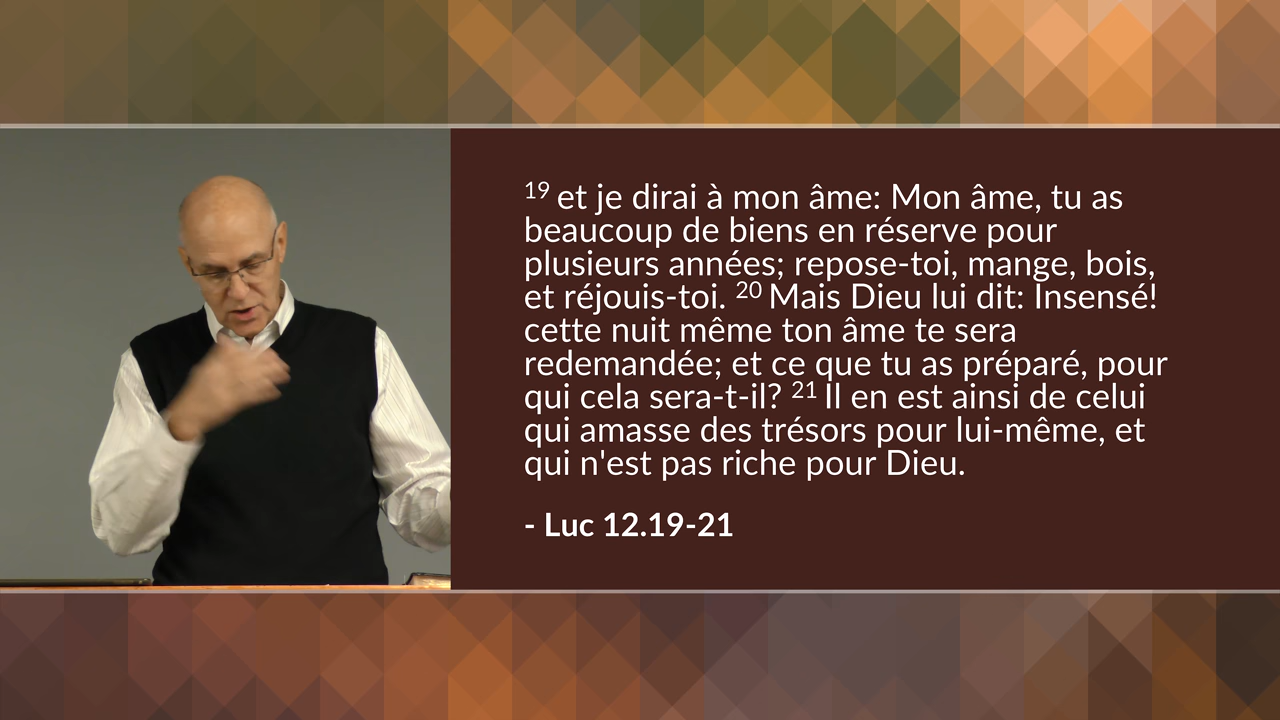 19 et je dirai à mon âme: Mon âme, tu as
beaucoup de biens en réserve pour
plusieurs années; repose-toi, mange, bois,
et réjouis-toi. 20 Mais Dieu lui dit: Insensé!
cette nuit même ton âme te sera
redemandée; et ce que tu as préparé, pour
qui cela sera-t-il? 21 Il en est ainsi de celui
qui amasse des trésors pour lui-même, et
qui n'est pas riche pour Dieu.
- Luc 12.19-21